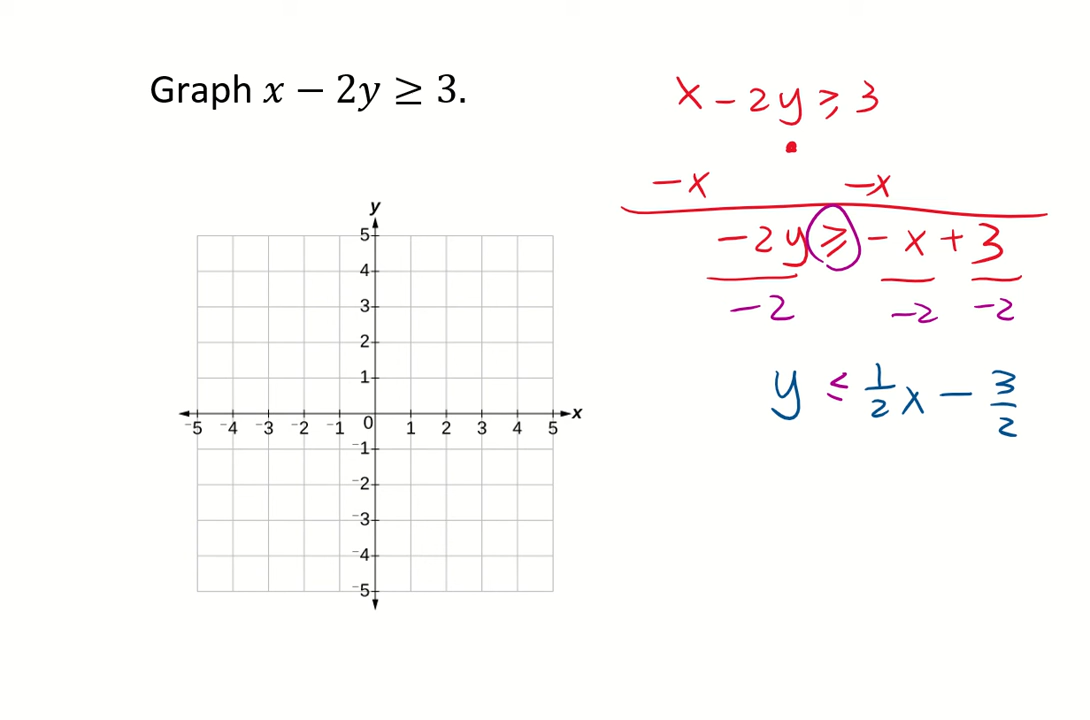 Graph x − 2y ≥ 3.
x - 2y ≥ 3
-x -x
-2y ≥ -x + 3
-2 -2 -2
y ≤ 1/2 x - 3/2
y
5
4
3
2
1
-5 -4 -3 -2 -1 0 1 2 3 4 5 x
-1
-2
-3
-4
-5